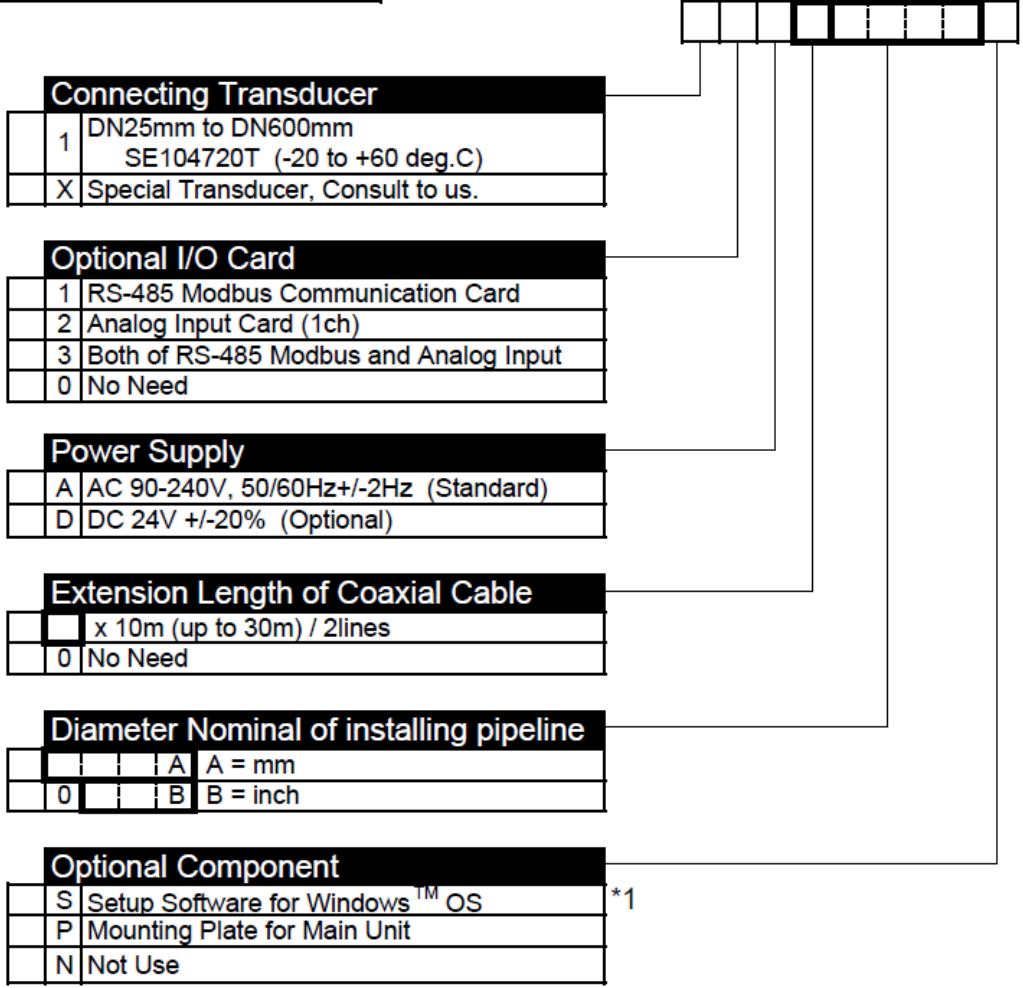 Connecting Transducer
1 DN25mm to DN600mm
SE104720T (-20 to +60 deg.C)
X Special Transducer, Consult to us.
Optional I/O Card
1 RS-485 Modbus Communication Card
2 Analog Input Card (1ch)
3 Both of RS-485 Modbus and Analog Input
0 No Need
Power Supply
A AC 90-240V, 50/60Hz+/-2Hz (Standard)
D DC 24V +/-20% (Optional)
Extension Length of Coaxial Cable
x 10m (up to 30m) / 2lines
0 No Need
Diameter Nominal of installing pipeline
A A = mm
0 B B = inch
Optional Component
S Setup Software for Windows™ OS *1
P Mounting Plate for Main Unit
N Not Use